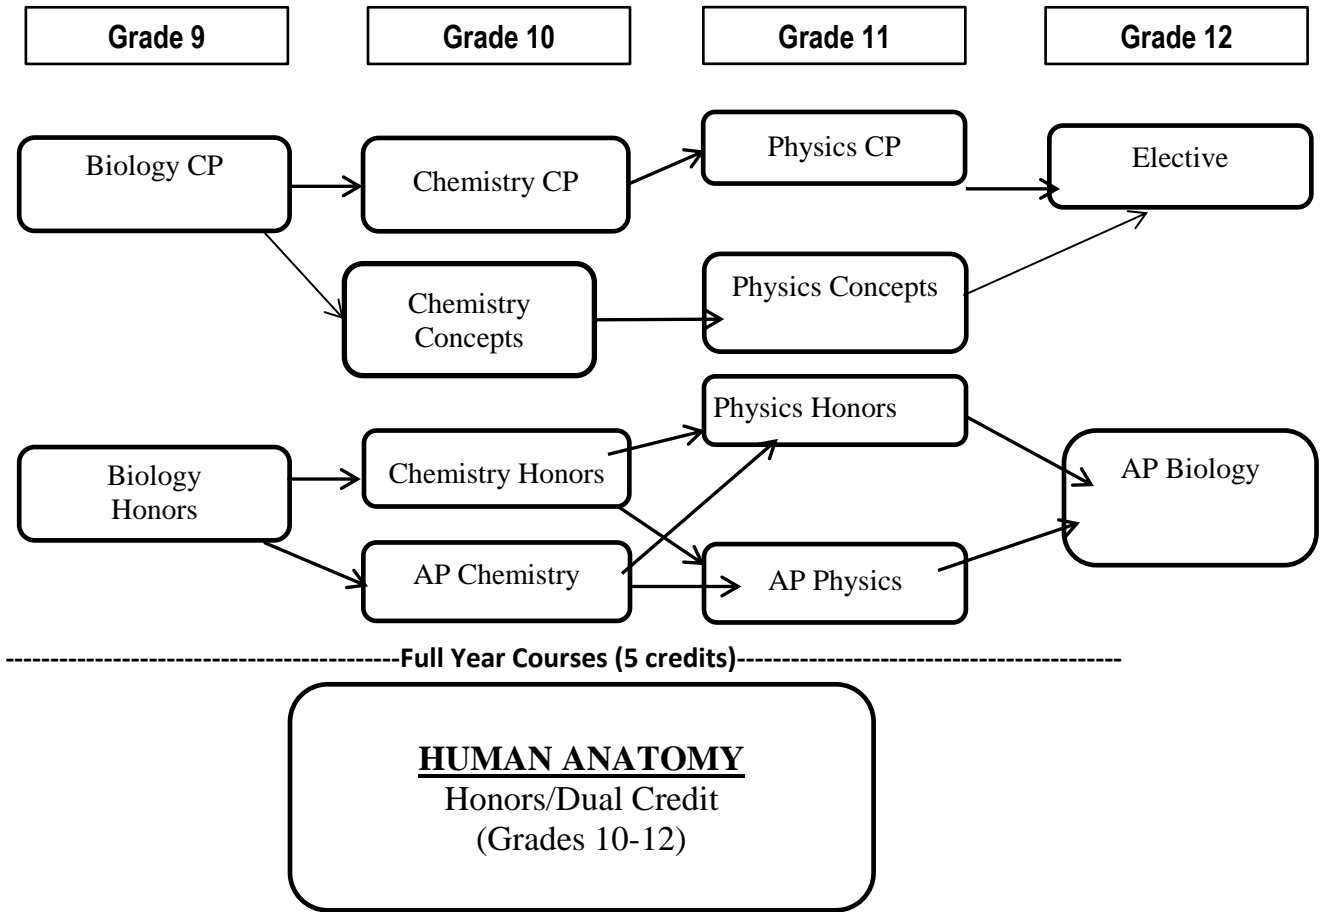 Grade 9
Grade 10
Grade 11
Grade 12
Biology CP
Chemistry CP
Physics CP
Elective
Chemistry
Concepts
Physics Concepts
Biology
Honors
Chemistry Honors
Physics Honors
AP Biology
AP Chemistry
AP Physics
--------------------------------------------Full Year Courses (5 credits)-------------------------------------------
HUMAN ANATOMY
Honors/Dual Credit
(Grades 10-12)